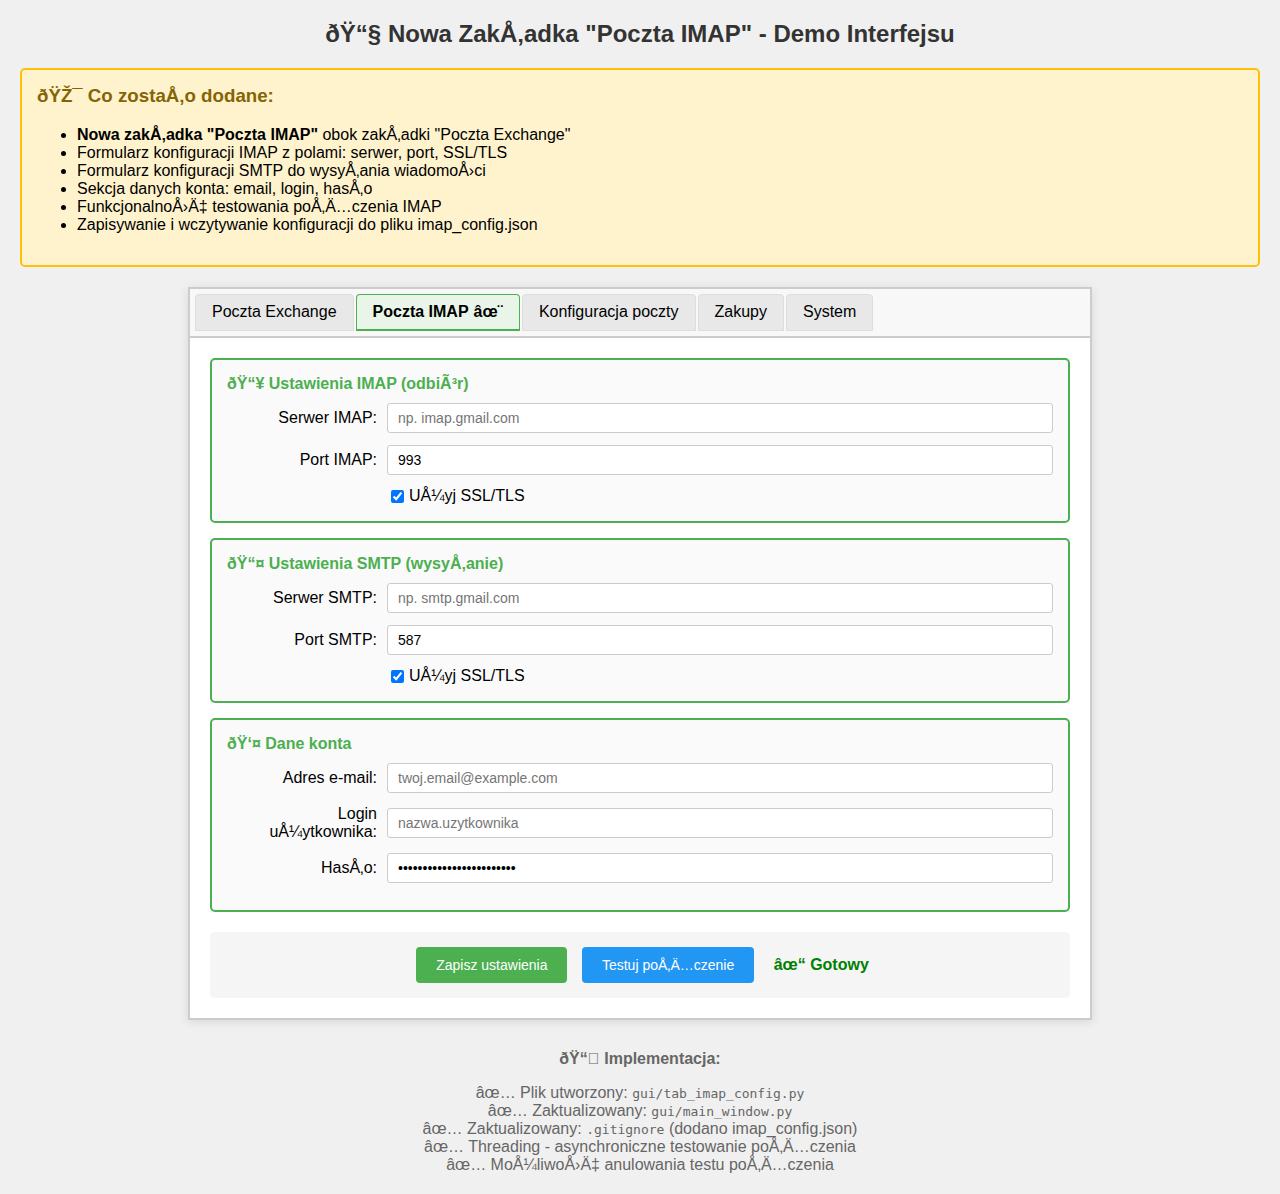 ðŸ“§ Nowa ZakÅ‚adka "Poczta IMAP" - Demo Interfejsu
ðŸŽ¯ Co zostaÅ‚o dodane:
Nowa zakÅ‚adka "Poczta IMAP" obok zakÅ‚adki "Poczta Exchange"
Formularz konfiguracji IMAP z polami: serwer, port, SSL/TLS
Formularz konfiguracji SMTP do wysyÅ‚ania wiadomoÅ›ci
Sekcja danych konta: email, login, hasÅ‚o
FunkcjonalnoÅ›Ä‡ testowania poÅ‚Ä…czenia IMAP
Zapisywanie i wczytywanie konfiguracji do pliku imap_config.json
Poczta Exchange Poczta IMAP âœ¨ Konfiguracja poczty Zakupy System
ðŸ“¥ Ustawienia IMAP (odbiÃ³r)
Serwer IMAP: np. imap.gmail.com
Port IMAP: 993
UÅ¼yj SSL/TLS
ðŸ“¤ Ustawienia SMTP (wysyÅ‚anie)
Serwer SMTP: np. smtp.gmail.com
Port SMTP: 587
UÅ¼yj SSL/TLS
ðŸ‘¤ Dane konta
Adres e-mail: twoj.email@example.com
Login
uÅ¼ytkownika: nazwa.uzytkownika
HasÅ‚o: ••••••••••••••••••••••••
Zapisz ustawienia Testuj poÅ‚Ä…czenie âœ“ Gotowy
ðŸ“ Implementacja:
âœ… Plik utworzony: gui/tab_imap_config.py
âœ… Zaktualizowany: gui/main_window.py
âœ… Zaktualizowany: .gitignore (dodano imap_config.json)
âœ… Threading - asynchroniczne testowanie poÅ‚Ä…czenia
âœ… MoÅ¼liwoÅ›Ä‡ anulowania testu poÅ‚Ä…czenia